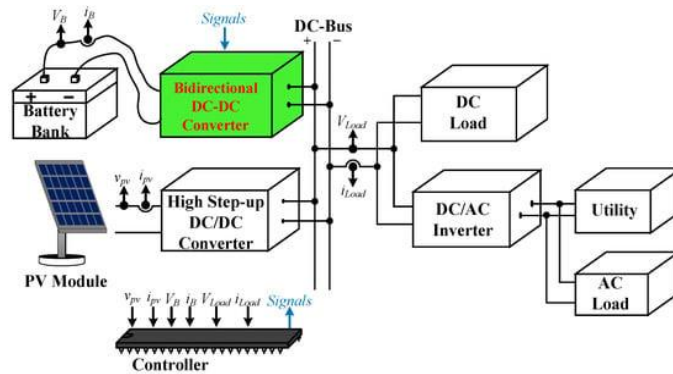 V_B i_B
Signals
DC-Bus
+ −
Bidirectional
DC-DC
Converter
+ −
Battery
Bank
DC
Load
V_Load
i_Load
v_pv i_pv
High Step-up
DC/DC
Converter
DC/AC
Inverter
Utility
AC
Load
PV Module
v_pv i_pv V_B i_B V_Load i_Load Signals
Controller